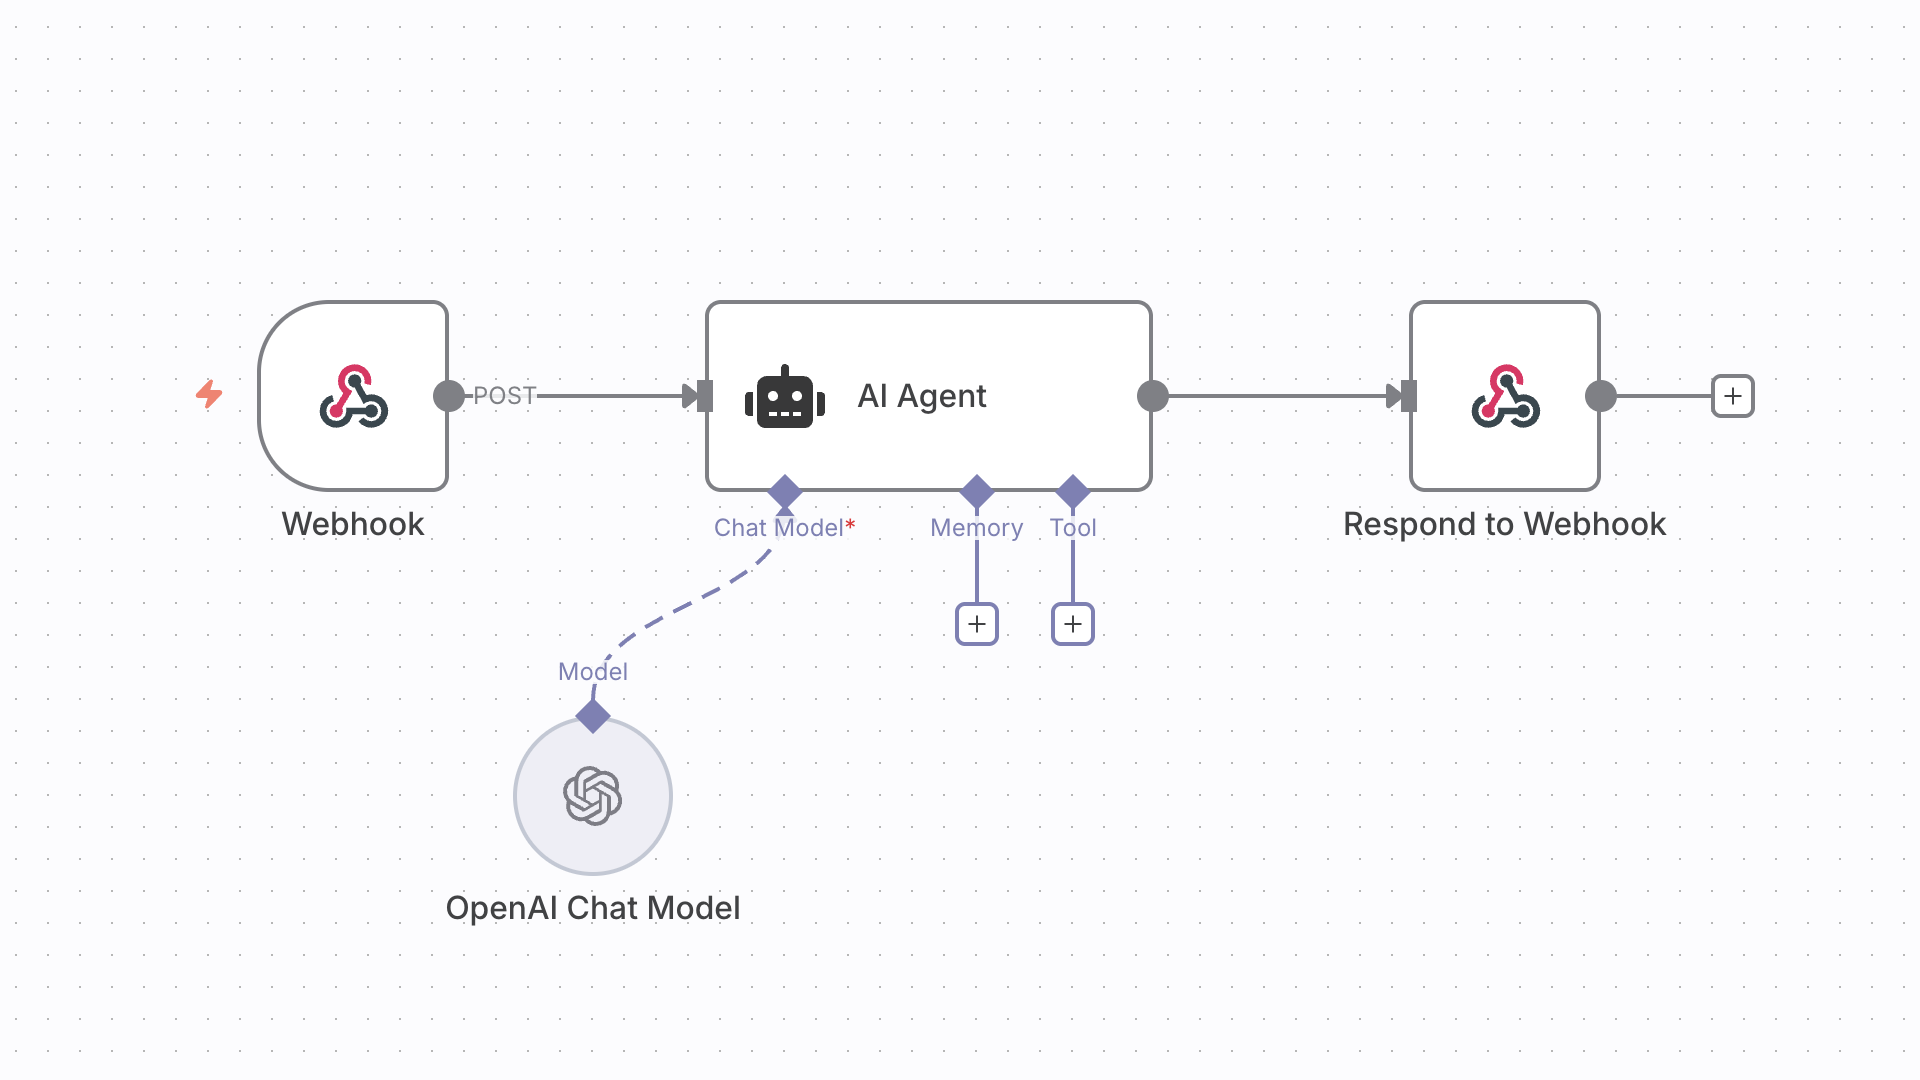 POST
AI Agent
Webhook
Chat Model*
Memory
Tool
Respond to Webhook
Model
OpenAI Chat Model